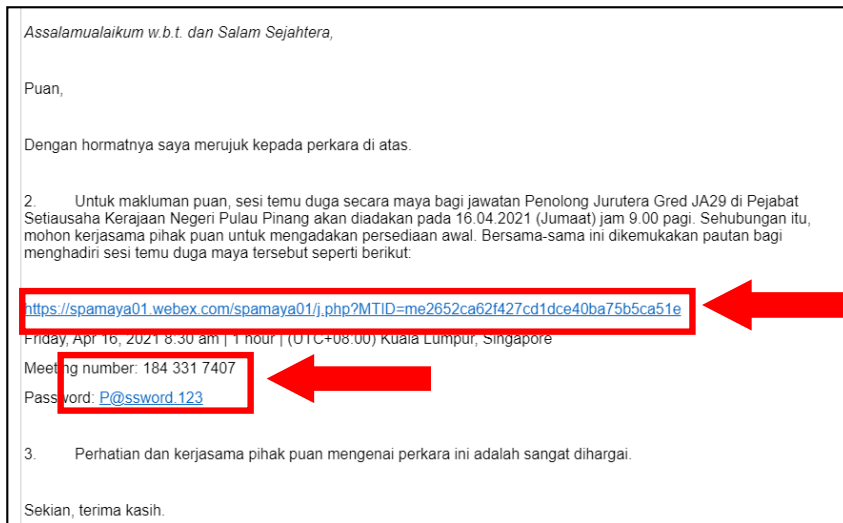 Assalamualaikum w.b.t. dan Salam Sejahtera,
Puan,
Dengan hormatnya saya merujuk kepada perkara di atas.
2. Untuk makluman puan, sesi temu duga secara maya bagi jawatan Penolong Jurutera Gred JA29 di Pejabat
Setiausaha Kerajaan Negeri Pulau Pinang akan diadakan pada 16.04.2021 (Jumaat) jam 9.00 pagi. Sehubungan itu,
mohon kerjasama pihak puan untuk mengadakan persediaan awal. Bersama-sama ini dikemukakan pautan bagi
menghadiri sesi temu duga maya tersebut seperti berikut:
https://spamaya01.webex.com/spamaya01/j.php?MTID=me2652ca62f427cd1dce40ba75b5ca51e
Friday, Apr 16, 2021 8:30 am | 1 hour | (UTC+08:00) Kuala Lumpur, Singapore
Meeting number: 184 331 7407
Password: P@ssword.123
3. Perhatian dan kerjasama pihak puan mengenai perkara ini adalah sangat dihargai.
Sekian, terima kasih.